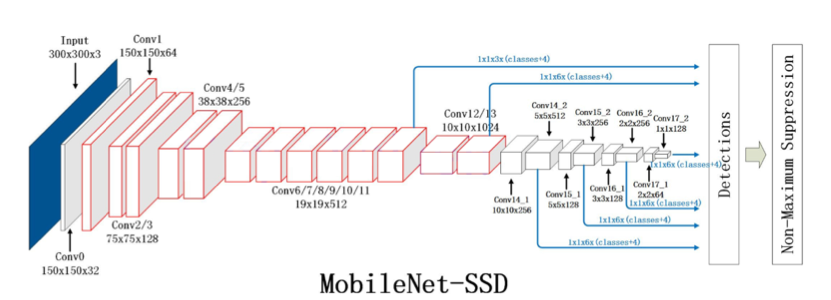 Input
300x300x3
Conv1
150x150x64
Conv4/5
38x38x256
1x1x3x(classes+4)
1x1x6x(classes+4)
Conv12/13
10x10x1024
Conv14_2
5x5x512
Conv15_2
3x3x256
Conv16_2
2x2x256
Conv17_2
1x1x128
1x1x6x(classes+4)
Conv6/7/8/9/10/11
19x19x512
Conv14_1
10x10x256
Conv15_1
5x5x128
Conv16_1
3x3x128
Conv17_1
2x2x64
1x1x6x(classes+4)
1x1x6x(classes+4)
1x1x6x(classes+4)
Conv2/3
75x75x128
Conv0
150x150x32
Detections
Non-Maximum Suppression
MobileNet-SSD